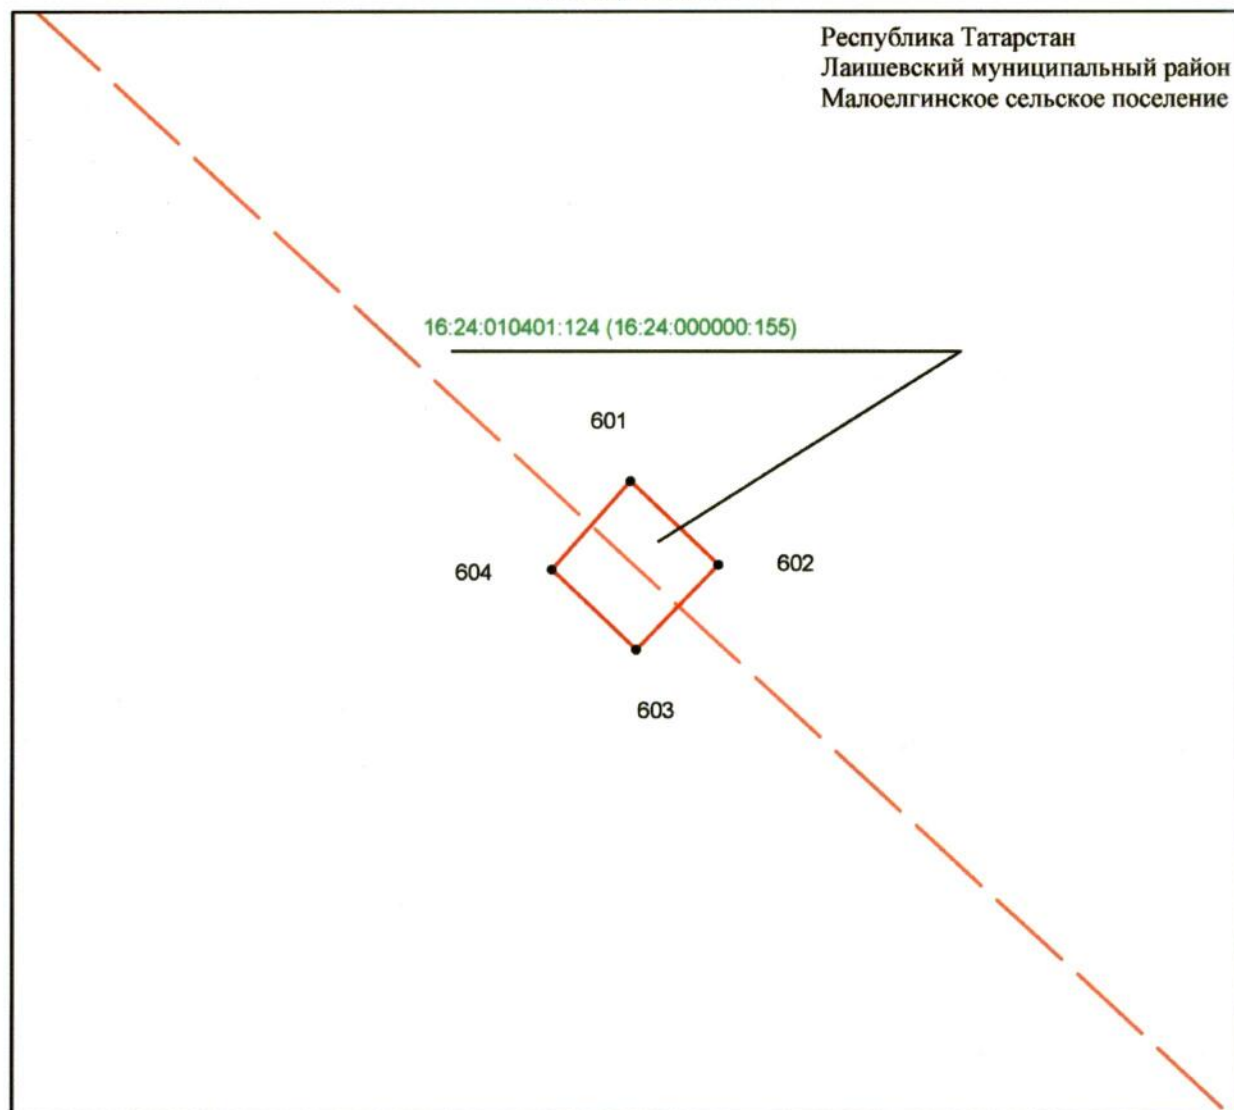 Республика Татарстан
Лаишевский муниципальный район
Малоелгинское сельское поселение
16:24:010401:124 (16:24:000000:155)
601
602
604
603